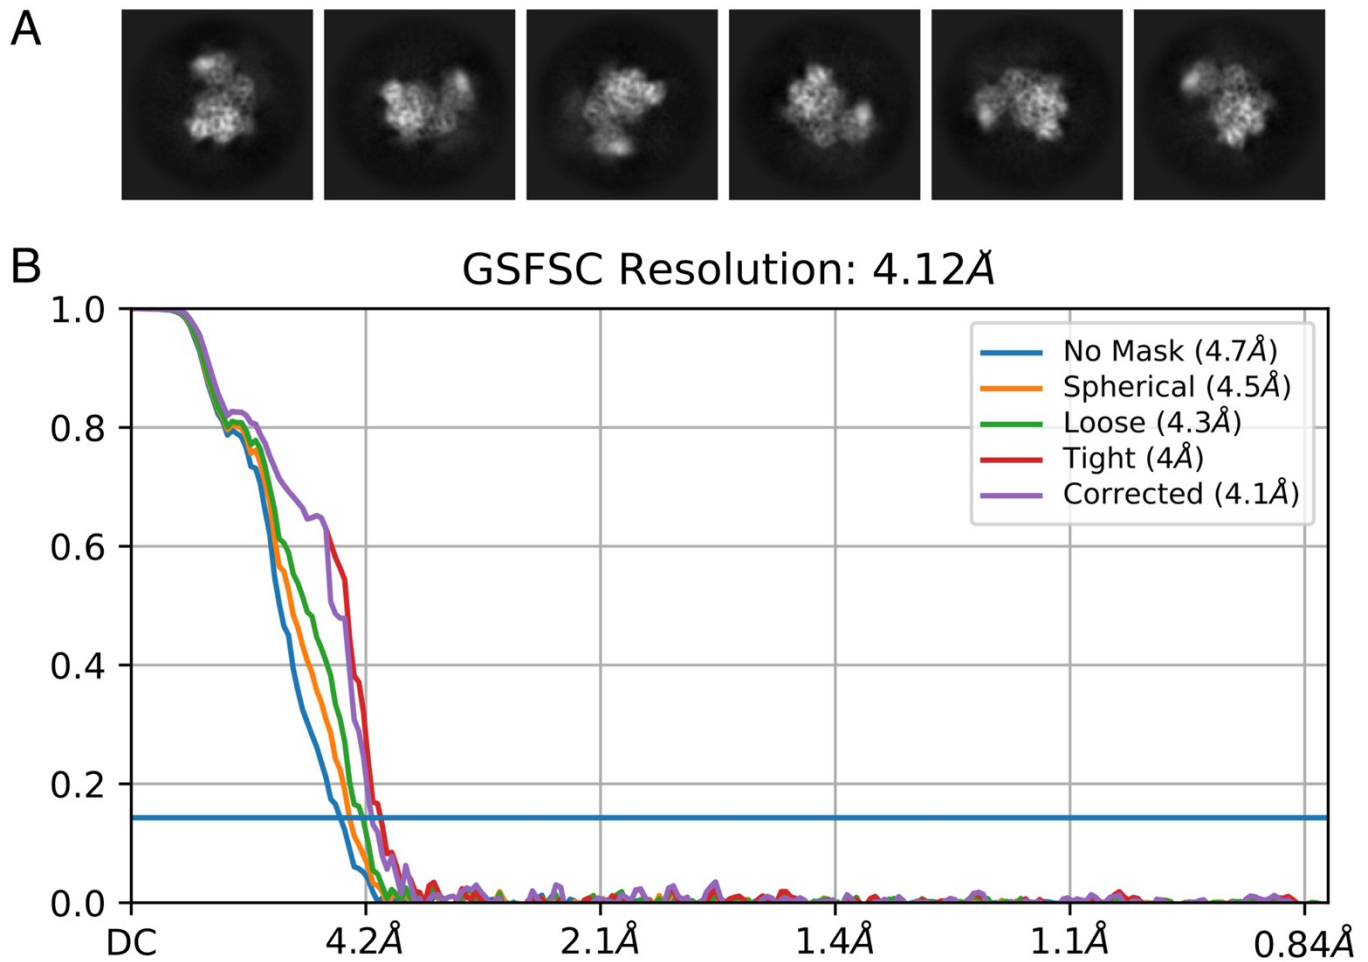 A
B
GSFSC Resolution: 4.12Å
1.0
0.8
0.6
0.4
0.2
0.0
No Mask (4.7Å)
Spherical (4.5Å)
Loose (4.3Å)
Tight (4Å)
Corrected (4.1Å)
DC
4.2Å
2.1Å
1.4Å
1.1Å
0.84Å